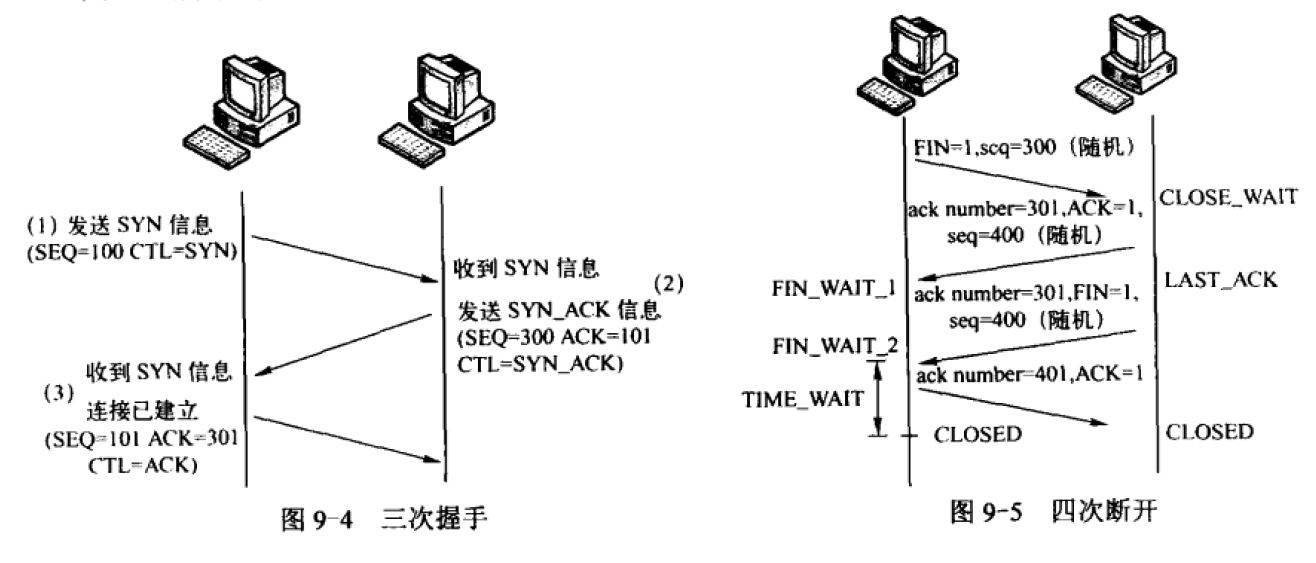 (1) 发送 SYN 信息
(SEQ=100 CTL=SYN)
收到 SYN 信息
(2)
发送 SYN_ACK 信息
(SEQ=300 ACK=101
CTL=SYN_ACK)
收到 SYN 信息
(3)
连接已建立
(SEQ=101 ACK=301
CTL=ACK)
图 9-4 三次握手
FIN=1,scq=300 (随机)
CLOSE_WAIT
ack number=301,ACK=1,
seq=400 (随机)
FIN_WAIT_1
LAST_ACK
ack number=301,FIN=1,
seq=400 (随机)
FIN_WAIT_2
ack number=401,ACK=1
TIME_WAIT
CLOSED
CLOSED
图 9-5 四次断开